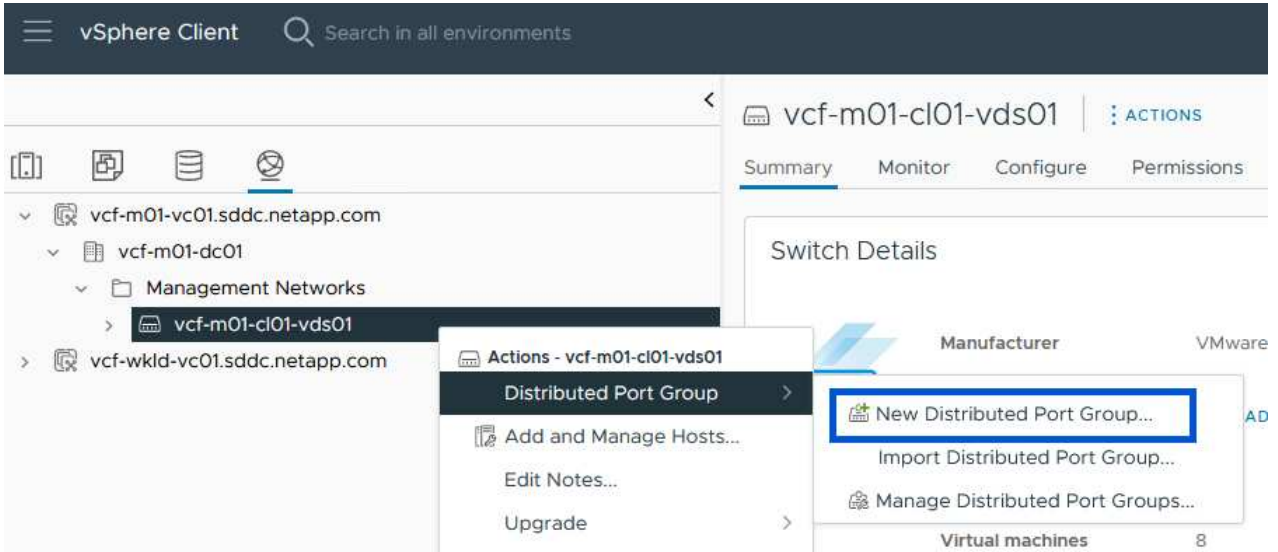 vSphere Client Search in all environments
vcf-m01-cl01-vds01 ACTIONS
Summary Monitor Configure Permissions
vcf-m01-vc01.sddc.netapp.com
vcf-m01-dc01
Management Networks
vcf-m01-cl01-vds01
vcf-wkld-vc01.sddc.netapp.com
Switch Details
Manufacturer VMware
Actions - vcf-m01-cl01-vds01
Distributed Port Group
Add and Manage Hosts...
Edit Notes...
Upgrade
New Distributed Port Group...
AD
Import Distributed Port Group...
Manage Distributed Port Groups...
Virtual machines 8